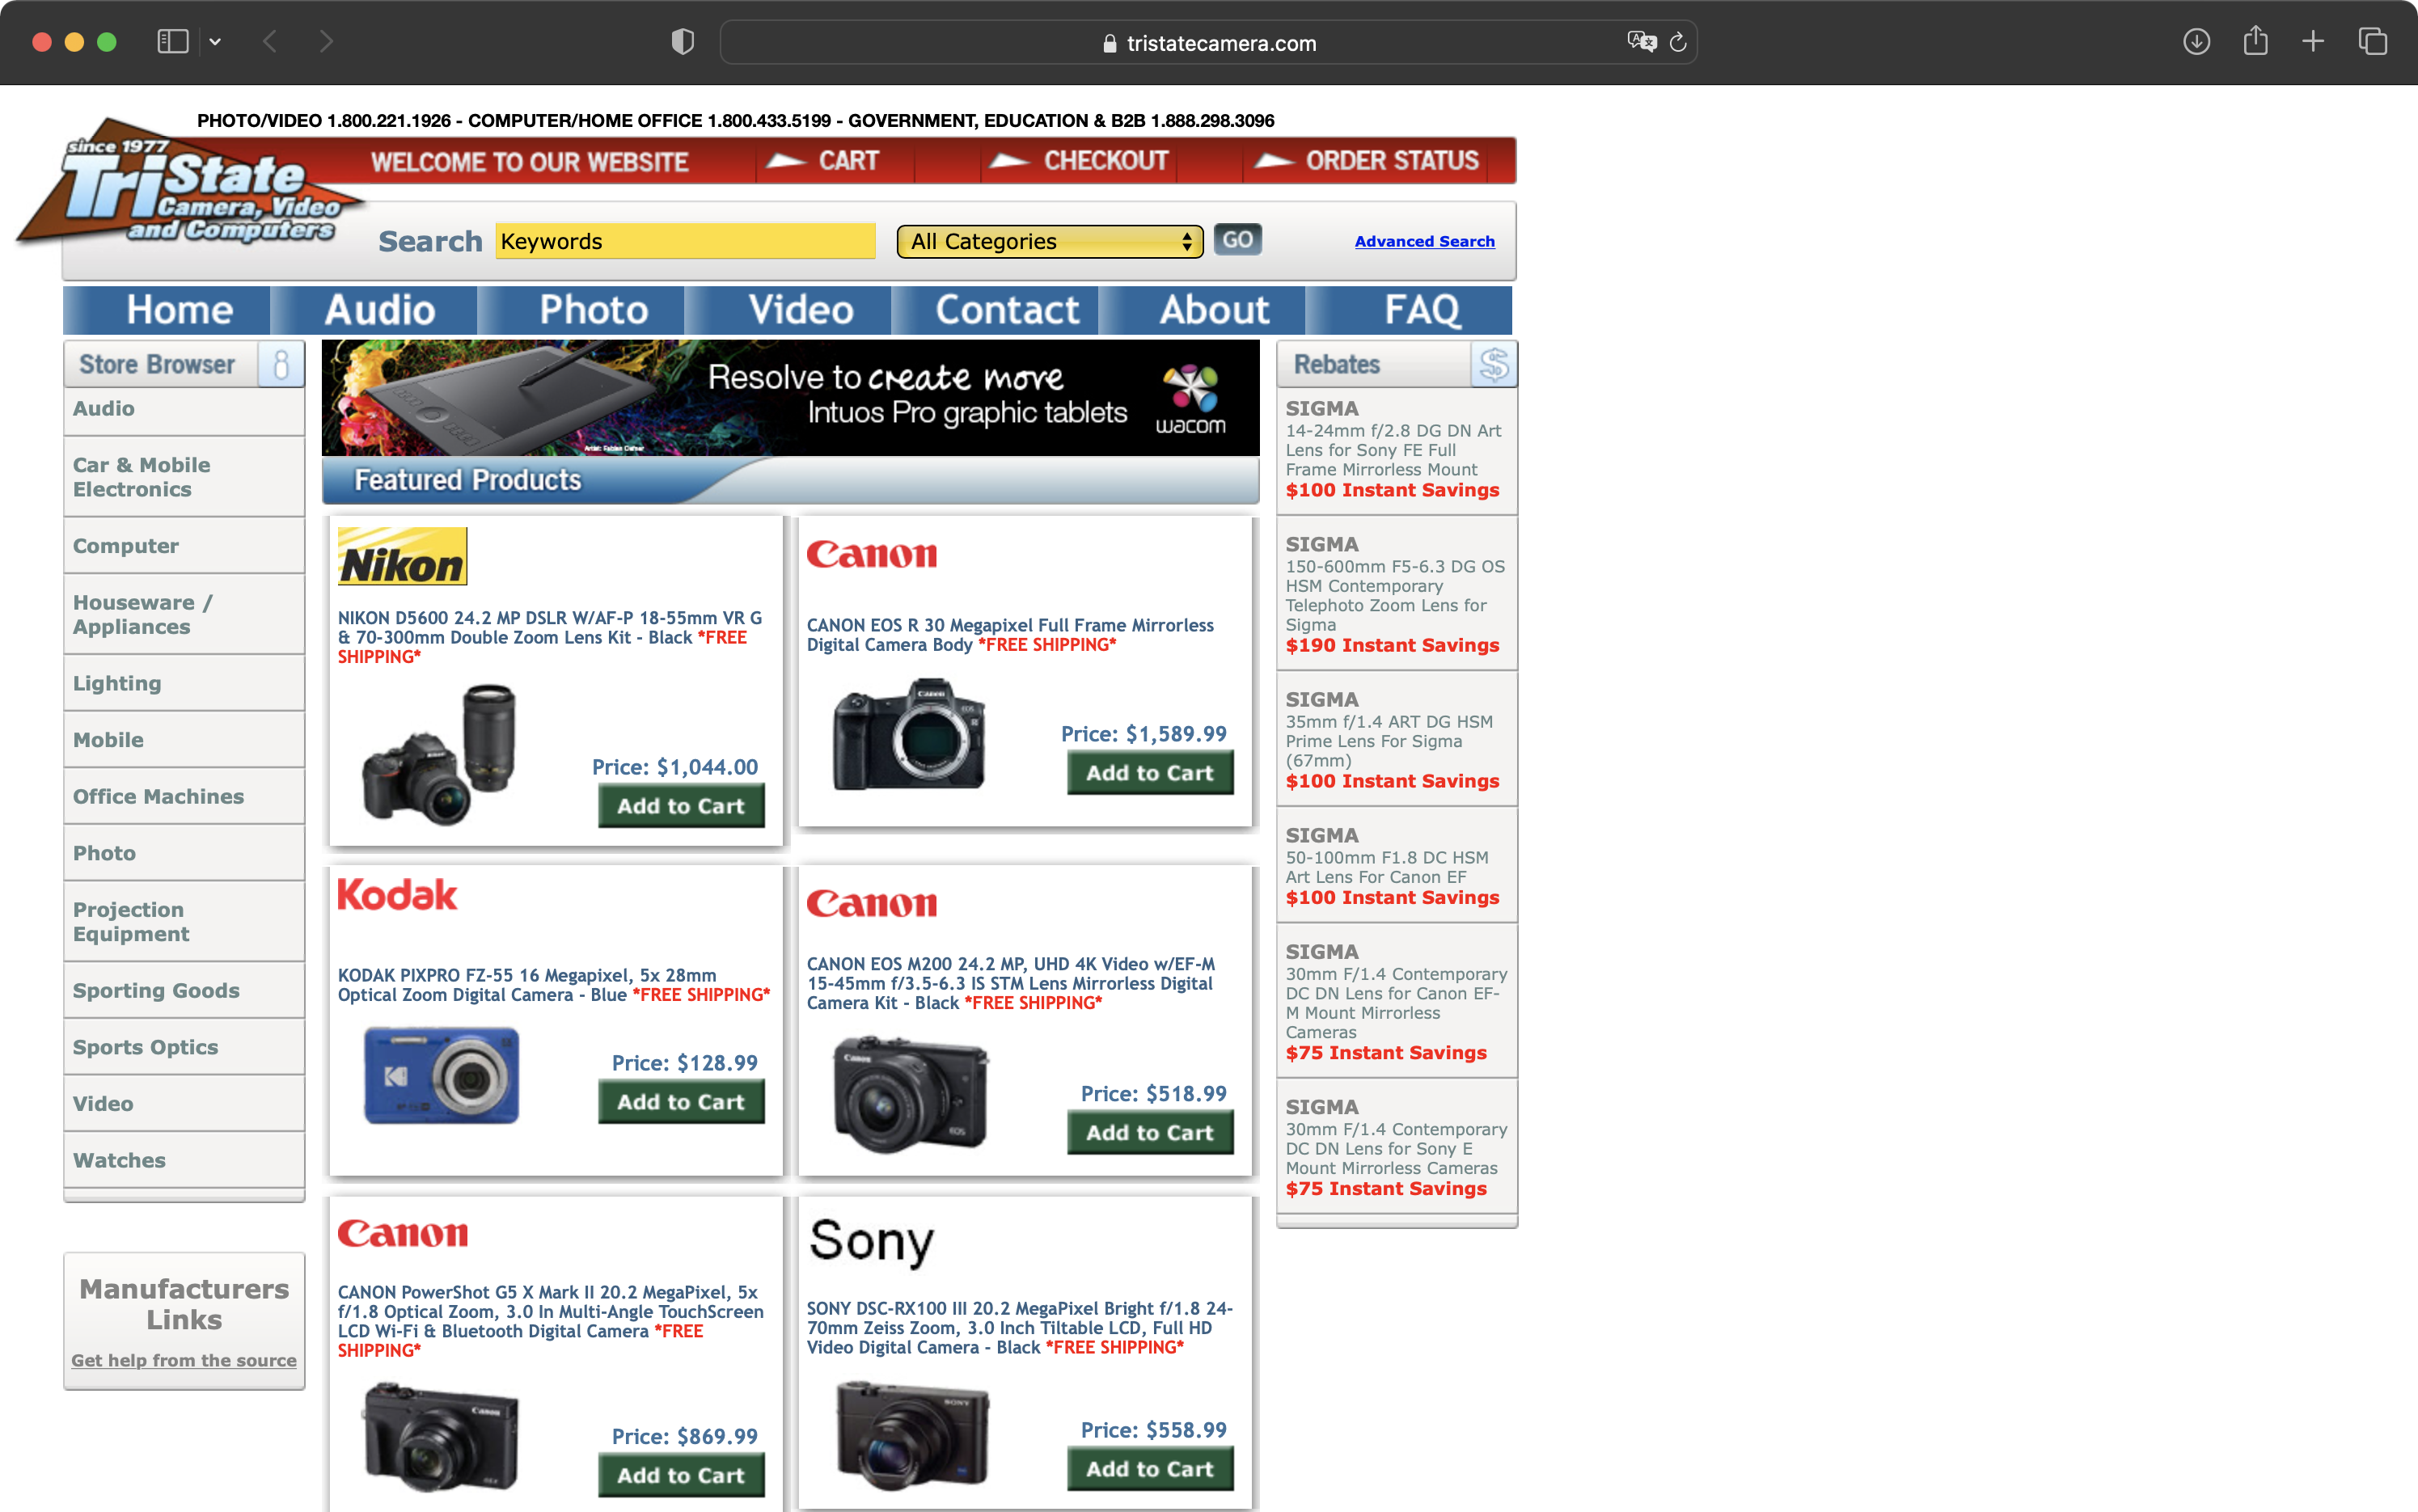 tristatecamera.com
PHOTO/VIDEO 1.800.221.1926 - COMPUTER/HOME OFFICE 1.800.433.5199 - GOVERNMENT, EDUCATION & B2B 1.888.298.3096
since 1977
TriState
Camera, Video
and Computers
WELCOME TO OUR WEBSITE
CART
CHECKOUT
ORDER STATUS
Search
Keywords
All Categories
GO
Advanced Search
Home
Audio
Photo
Video
Contact
About
FAQ
Store Browser
Audio
Car & Mobile
Electronics
Computer
Houseware /
Appliances
Lighting
Mobile
Office Machines
Photo
Projection
Equipment
Sporting Goods
Sports Optics
Video
Watches
Manufacturers
Links
Get help from the source
Resolve to create more
Intuos Pro graphic tablets
wacom
Featured Products
Nikon
NIKON D5600 24.2 MP DSLR W/AF-P 18-55mm VR G
& 70-300mm Double Zoom Lens Kit - Black *FREE
SHIPPING*
Price: $1,044.00
Add to Cart
Canon
CANON EOS R 30 Megapixel Full Frame Mirrorless
Digital Camera Body *FREE SHIPPING*
Canon
Price: $1,589.99
Add to Cart
Kodak
KODAK PIXPRO FZ-55 16 Megapixel, 5x 28mm
Optical Zoom Digital Camera - Blue *FREE SHIPPING*
Price: $128.99
Add to Cart
Canon
CANON EOS M200 24.2 MP, UHD 4K Video w/EF-M
15-45mm f/3.5-6.3 IS STM Lens Mirrorless Digital
Camera Kit - Black *FREE SHIPPING*
Canon
EOS
Price: $518.99
Add to Cart
Canon
CANON PowerShot G5 X Mark II 20.2 MegaPixel, 5x
f/1.8 Optical Zoom, 3.0 In Multi-Angle TouchScreen
LCD Wi-Fi & Bluetooth Digital Camera *FREE
SHIPPING*
Canon
Price: $869.99
Add to Cart
Sony
SONY DSC-RX100 III 20.2 MegaPixel Bright f/1.8 24-
70mm Zeiss Zoom, 3.0 Inch Tiltable LCD, Full HD
Video Digital Camera - Black *FREE SHIPPING*
SONY
Price: $558.99
Add to Cart
Rebates
$
SIGMA
14-24mm f/2.8 DG DN Art
Lens for Sony FE Full
Frame Mirrorless Mount
$100 Instant Savings
SIGMA
150-600mm F5-6.3 DG OS
HSM Contemporary
Telephoto Zoom Lens for
Sigma
$190 Instant Savings
SIGMA
35mm f/1.4 ART DG HSM
Prime Lens For Sigma
(67mm)
$100 Instant Savings
SIGMA
50-100mm F1.8 DC HSM
Art Lens For Canon EF
$100 Instant Savings
SIGMA
30mm F/1.4 Contemporary
DC DN Lens for Canon EF-
M Mount Mirrorless
Cameras
$75 Instant Savings
SIGMA
30mm F/1.4 Contemporary
DC DN Lens for Sony E
Mount Mirrorless Cameras
$75 Instant Savings